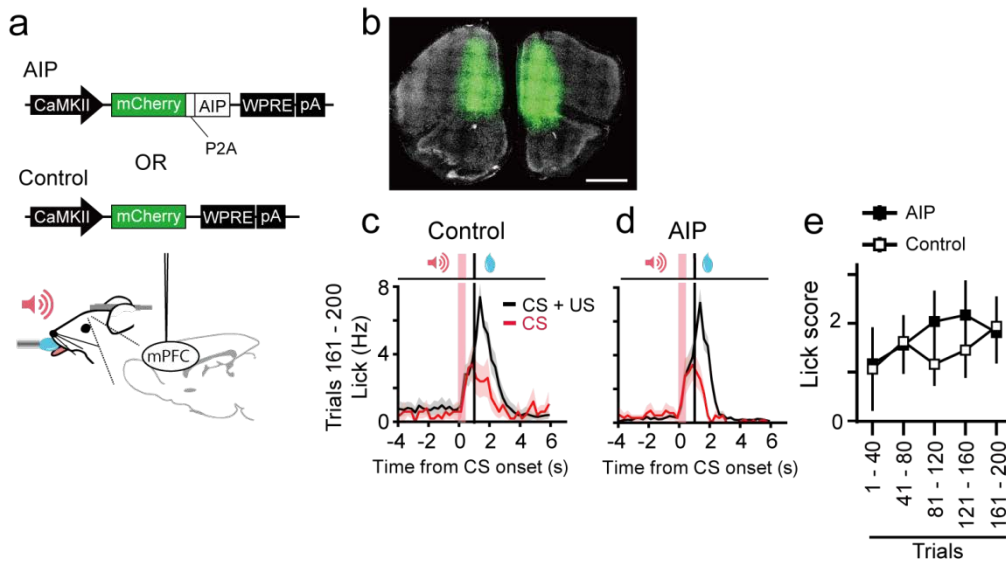 a
AIP
CaMKII mCherry AIP WPRE pA
P2A
OR
Control
CaMKII mCherry WPRE pA
mPFC
b
c Control
Trials 161 - 200
Lick (Hz)
8
4
0
CS + US
CS
-4 -2 0 2 4 6
Time from CS onset (s)
d AIP
-4 -2 0 2 4 6
Time from CS onset (s)
e
AIP
Control
Lick score
2
1
0
1 - 40
41 - 80
81 - 120
121 - 160
161 - 200
Trials